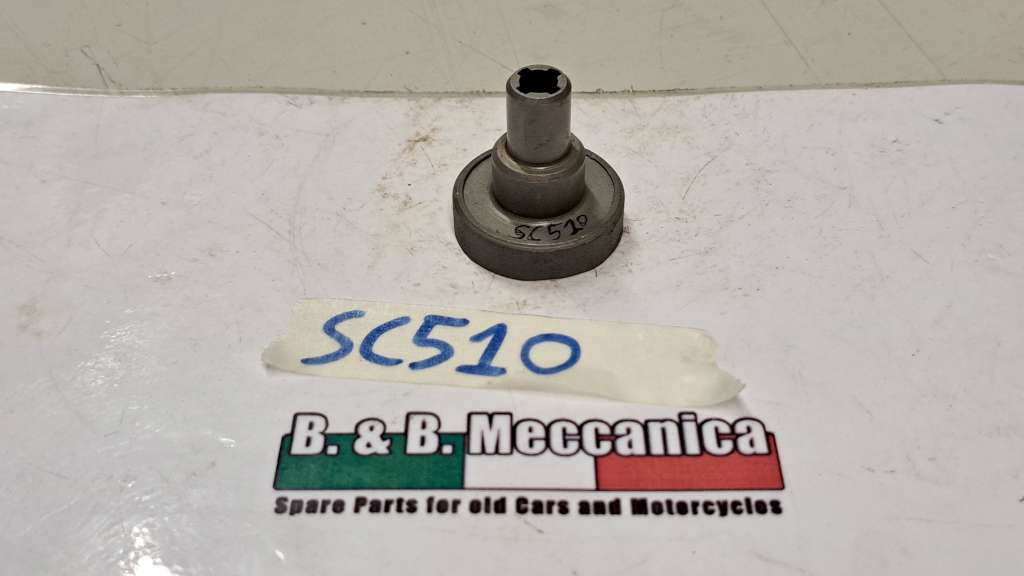 SC510
SC510
B. & B. Meccanica
Spare Parts for old Cars and Motorcycles